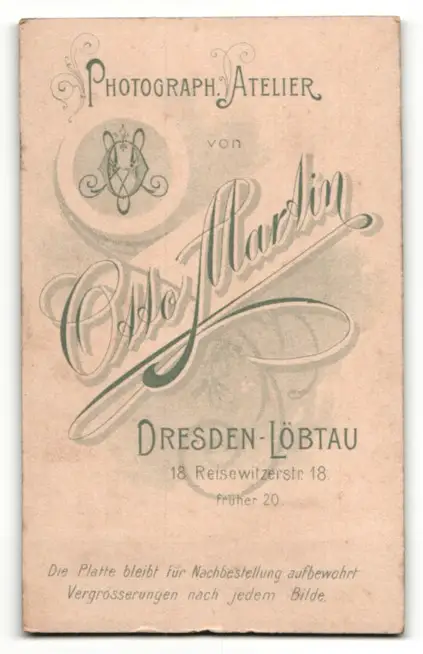 PHOTOGRAPH. ATELIER
von
Otto Martin
DRESDEN-LÖBTAU
18 Reisewitzerstr. 18.
früher 20.
Die Platte bleibt für Nachbestellung aufbewahrt
Vergrösserungen nach jedem Bilde.